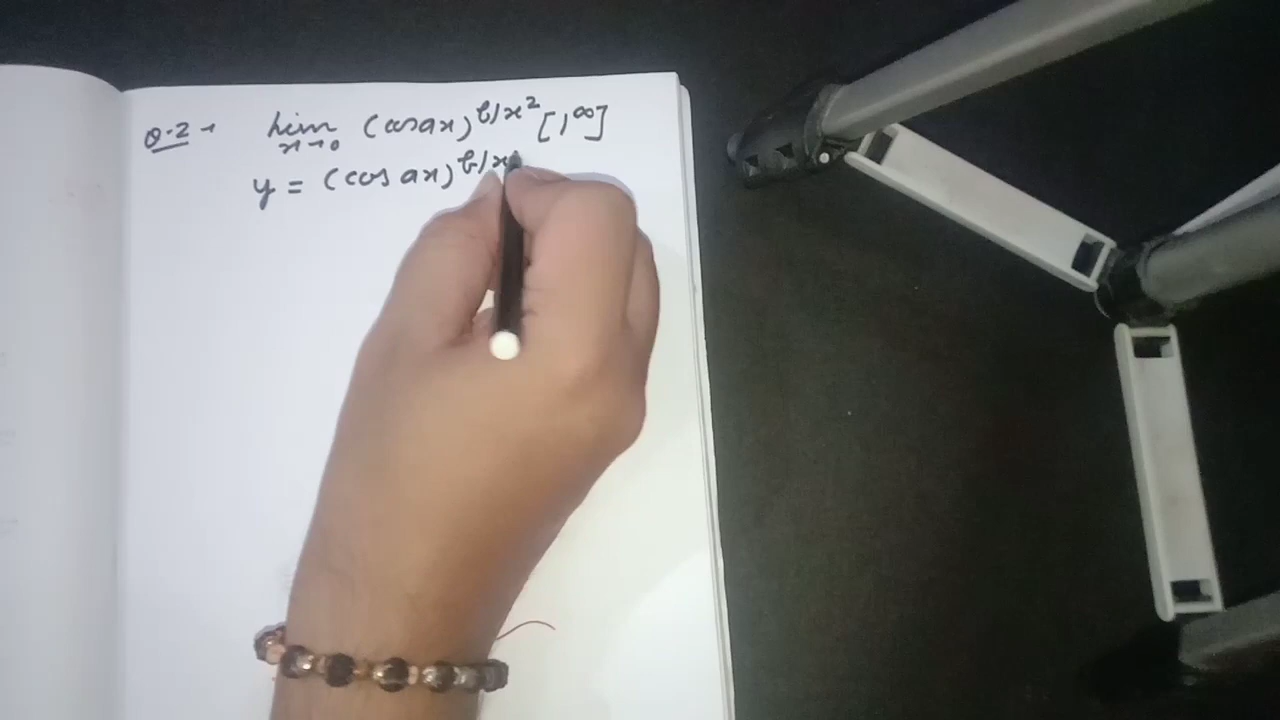 Q.2→ lim x→0 (cos ax)^b/x² [1^∞]
y = (cos ax)^b/x